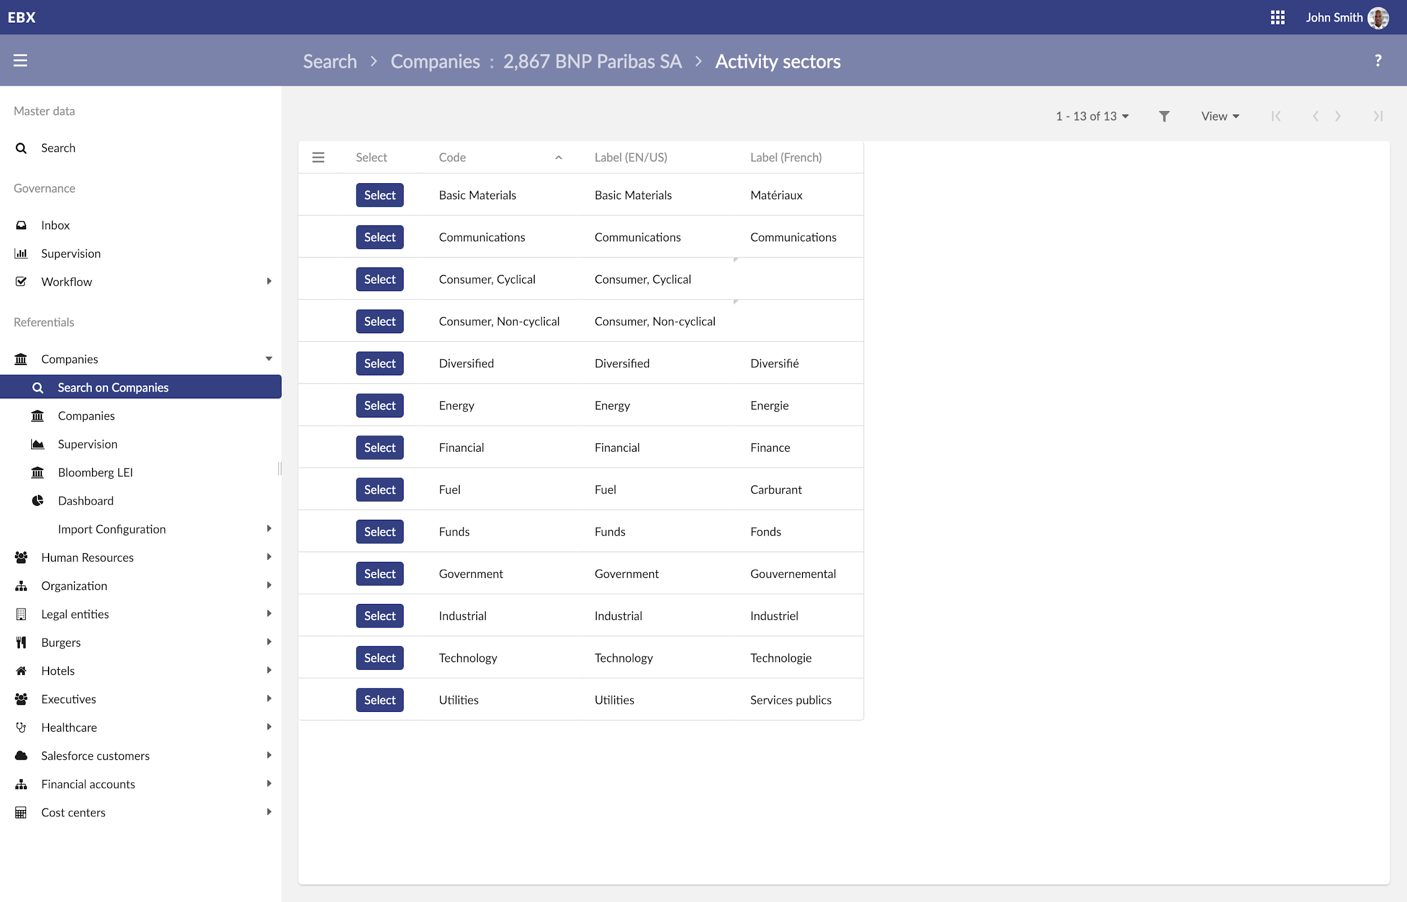 EBX
John Smith
Search > Companies : 2,867 BNP Paribas SA > Activity sectors
?
Master data
Search
Governance
Inbox
Supervision
Workflow
Referentials
Companies
Search on Companies
Companies
Supervision
Bloomberg LEI
Dashboard
Import Configuration
Human Resources
Organization
Legal entities
Burgers
Hotels
Executives
Healthcare
Salesforce customers
Financial accounts
Cost centers
1 - 13 of 13
View
Select Code Label (EN/US) Label (French)
Select Basic Materials Basic Materials Matériaux
Select Communications Communications Communications
Select Consumer, Cyclical Consumer, Cyclical
Select Consumer, Non-cyclical Consumer, Non-cyclical
Select Diversified Diversified Diversifié
Select Energy Energy Energie
Select Financial Financial Finance
Select Fuel Fuel Carburant
Select Funds Funds Fonds
Select Government Government Gouvernemental
Select Industrial Industrial Industriel
Select Technology Technology Technologie
Select Utilities Utilities Services publics